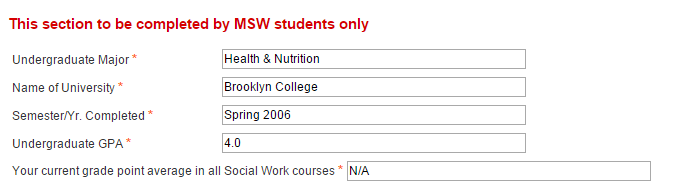 This section to be completed by MSW students only
Undergraduate Major * Health & Nutrition
Name of University * Brooklyn College
Semester/Yr. Completed * Spring 2006
Undergraduate GPA * 4.0
Your current grade point average in all Social Work courses * N/A